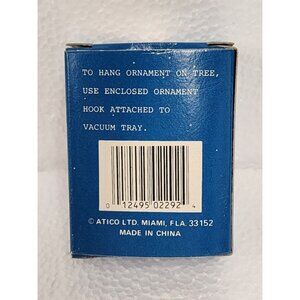 TO HANG ORNAMENT ON TREE,
USE ENCLOSED ORNAMENT
HOOK ATTACHED TO
VACUUM TRAY.
0 12495 02292 4
© ATICO LTD. MIAMI, FLA. 33152
MADE IN CHINA